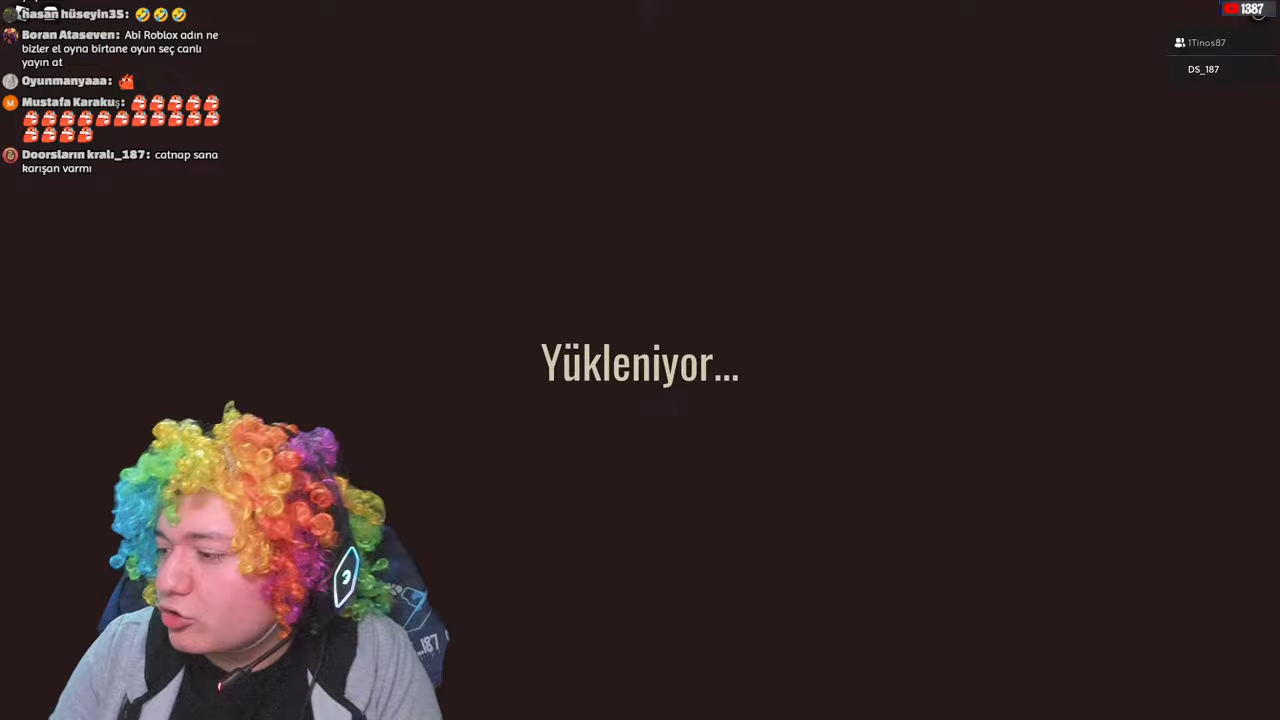 hasan hüseyin35:
1387
Boran Ataseven: Abi Roblox adın ne
bizler el oyna birtane oyun seç canlı
yayın at
1Tinos87
DS_187
Oyunmanyaaa:
M Mustafa Karakuş:
Doorsların kralı_187: catnap sana
karışan varmı
Yükleniyor...
_187